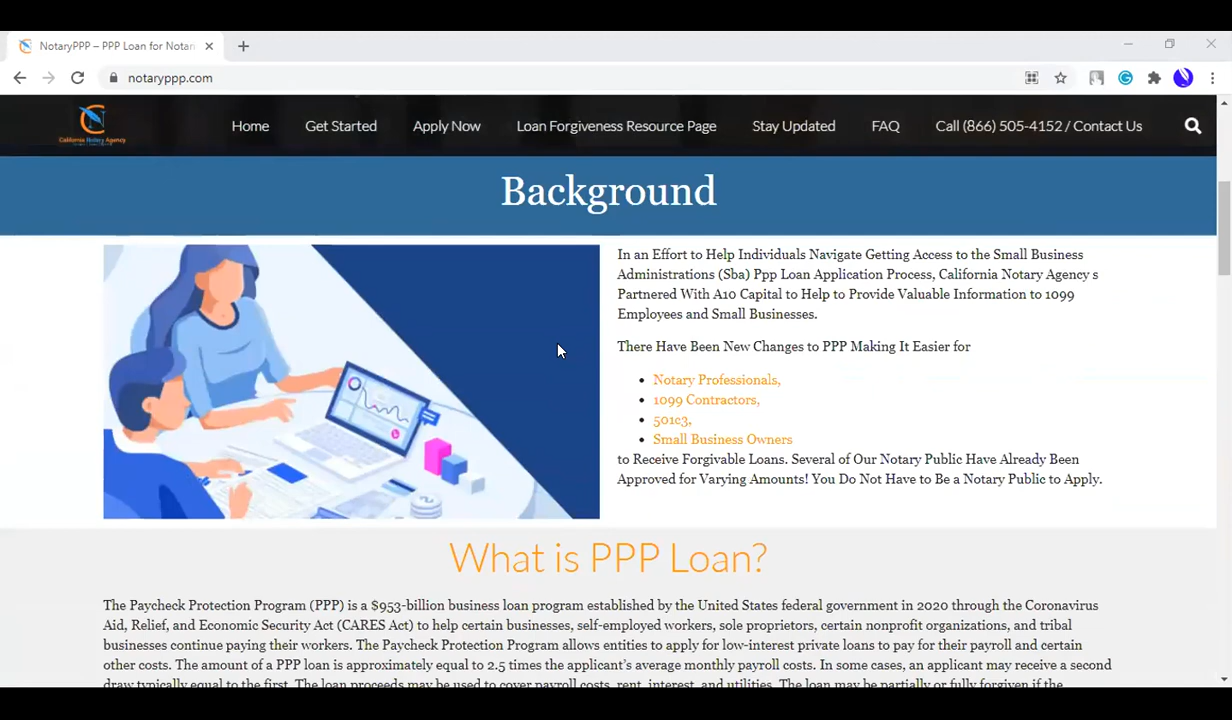 NotaryPPP – PPP Loan for Notar
notaryppp.com
California Notary Agency
Home Get Started Apply Now Loan Forgiveness Resource Page Stay Updated FAQ Call (866) 505-4152 / Contact Us
Background
In an Effort to Help Individuals Navigate Getting Access to the Small Business
Administrations (Sba) Ppp Loan Application Process, California Notary Agency s
Partnered With A10 Capital to Help to Provide Valuable Information to 1099
Employees and Small Businesses.
There Have Been New Changes to PPP Making It Easier for
• Notary Professionals,
• 1099 Contractors,
• 501c3,
• Small Business Owners
to Receive Forgivable Loans. Several of Our Notary Public Have Already Been
Approved for Varying Amounts! You Do Not Have to Be a Notary Public to Apply.
What is PPP Loan?
The Paycheck Protection Program (PPP) is a $953-billion business loan program established by the United States federal government in 2020 through the Coronavirus
Aid, Relief, and Economic Security Act (CARES Act) to help certain businesses, self-employed workers, sole proprietors, certain nonprofit organizations, and tribal
businesses continue paying their workers. The Paycheck Protection Program allows entities to apply for low-interest private loans to pay for their payroll and certain
other costs. The amount of a PPP loan is approximately equal to 2.5 times the applicant's average monthly payroll costs. In some cases, an applicant may receive a second
draw typically equal to the first. The loan proceeds may be used to cover payroll costs, rent, interest, and utilities. The loan may be partially or fully forgiven if the